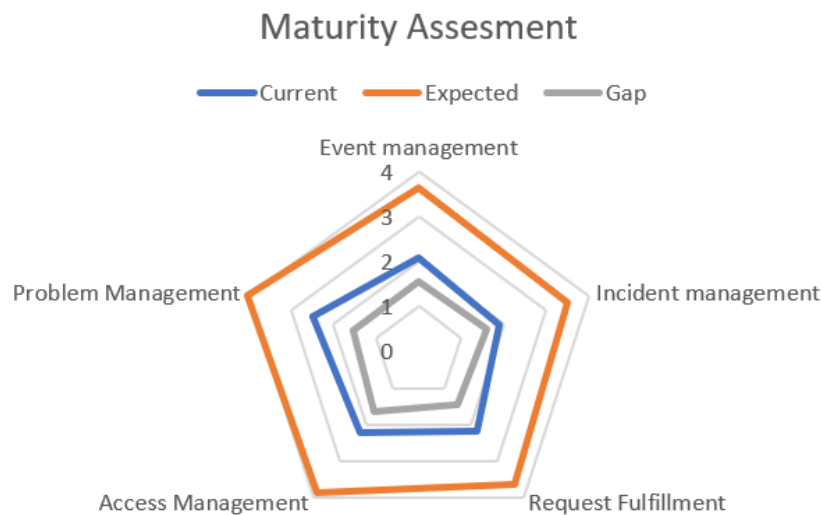 Maturity Assesment
Current Expected Gap
Event management
4
3
2
1
0
Problem Management
Incident management
Access Management
Request Fulfillment